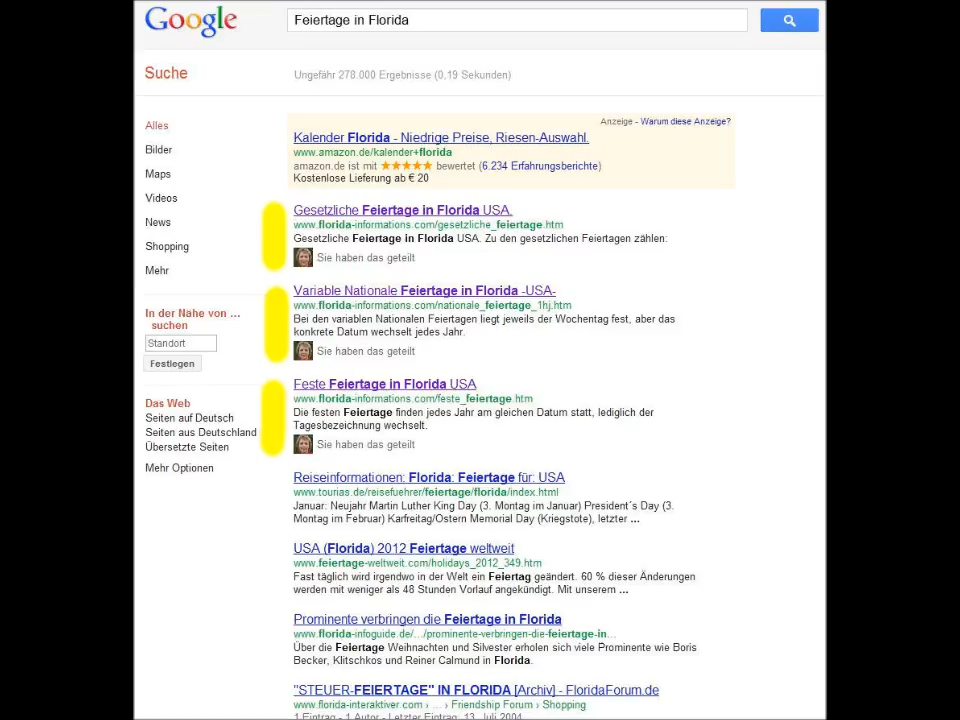 Google
Feiertage in Florida
Suche
Ungefähr 278.000 Ergebnisse (0,19 Sekunden)
Alles
Bilder
Maps
Videos
News
Shopping
Mehr
In der Nähe von ...
suchen
Standort
Festlegen
Das Web
Seiten auf Deutsch
Seiten aus Deutschland
Übersetzte Seiten
Mehr Optionen
Anzeige - Warum diese Anzeige?
Kalender Florida - Niedrige Preise, Riesen-Auswahl.
www.amazon.de/kalender+florida
amazon.de ist mit ★★★★★ bewertet (6.234 Erfahrungsberichte)
Kostenlose Lieferung ab € 20
Gesetzliche Feiertage in Florida USA.
www.florida-informations.com/gesetzliche_feiertage.htm
Gesetzliche Feiertage in Florida USA. Zu den gesetzlichen Feiertagen zählen:
Sie haben das geteilt
Variable Nationale Feiertage in Florida -USA-
www.florida-informations.com/nationale_feiertage_1hj.htm
Bei den variablen Nationalen Feiertagen liegt jeweils der Wochentag fest, aber das
konkrete Datum wechselt jedes Jahr.
Sie haben das geteilt
Feste Feiertage in Florida USA
www.florida-informations.com/feste_feiertage.htm
Die festen Feiertage finden jedes Jahr am gleichen Datum statt, lediglich der
Tagesbezeichnung wechselt.
Sie haben das geteilt
Reiseinformationen: Florida: Feiertage für: USA
www.tourias.de/reisefuehrer/feiertage/florida/index.html
Januar: Neujahr Martin Luther King Day (3. Montag im Januar) President´s Day (3.
Montag im Februar) Karfreitag/Ostern Memorial Day (Kriegstote), letzter ...
USA (Florida) 2012 Feiertage weltweit
www.feiertage-weltweit.com/holidays_2012_349.htm
Fast täglich wird irgendwo in der Welt ein Feiertag geändert. 60 % dieser Änderungen
werden mit weniger als 48 Stunden Vorlauf angekündigt. Mit unserem ...
Prominente verbringen die Feiertage in Florida
www.florida-infoguide.de/.../prominente-verbringen-die-feiertage-in...
Über die Feiertage Weihnachten und Silvester erholen sich viele Prominente wie Boris
Becker, Klitschkos und Reiner Calmund in Florida.
"STEUER-FEIERTAGE" IN FLORIDA [Archiv] - FloridaForum.de
www.florida-interaktiver.com › ... › Friendship Forum › Shopping
1 Eintrag - 1 Autor - Letzter Eintrag: 13. Juli 2004